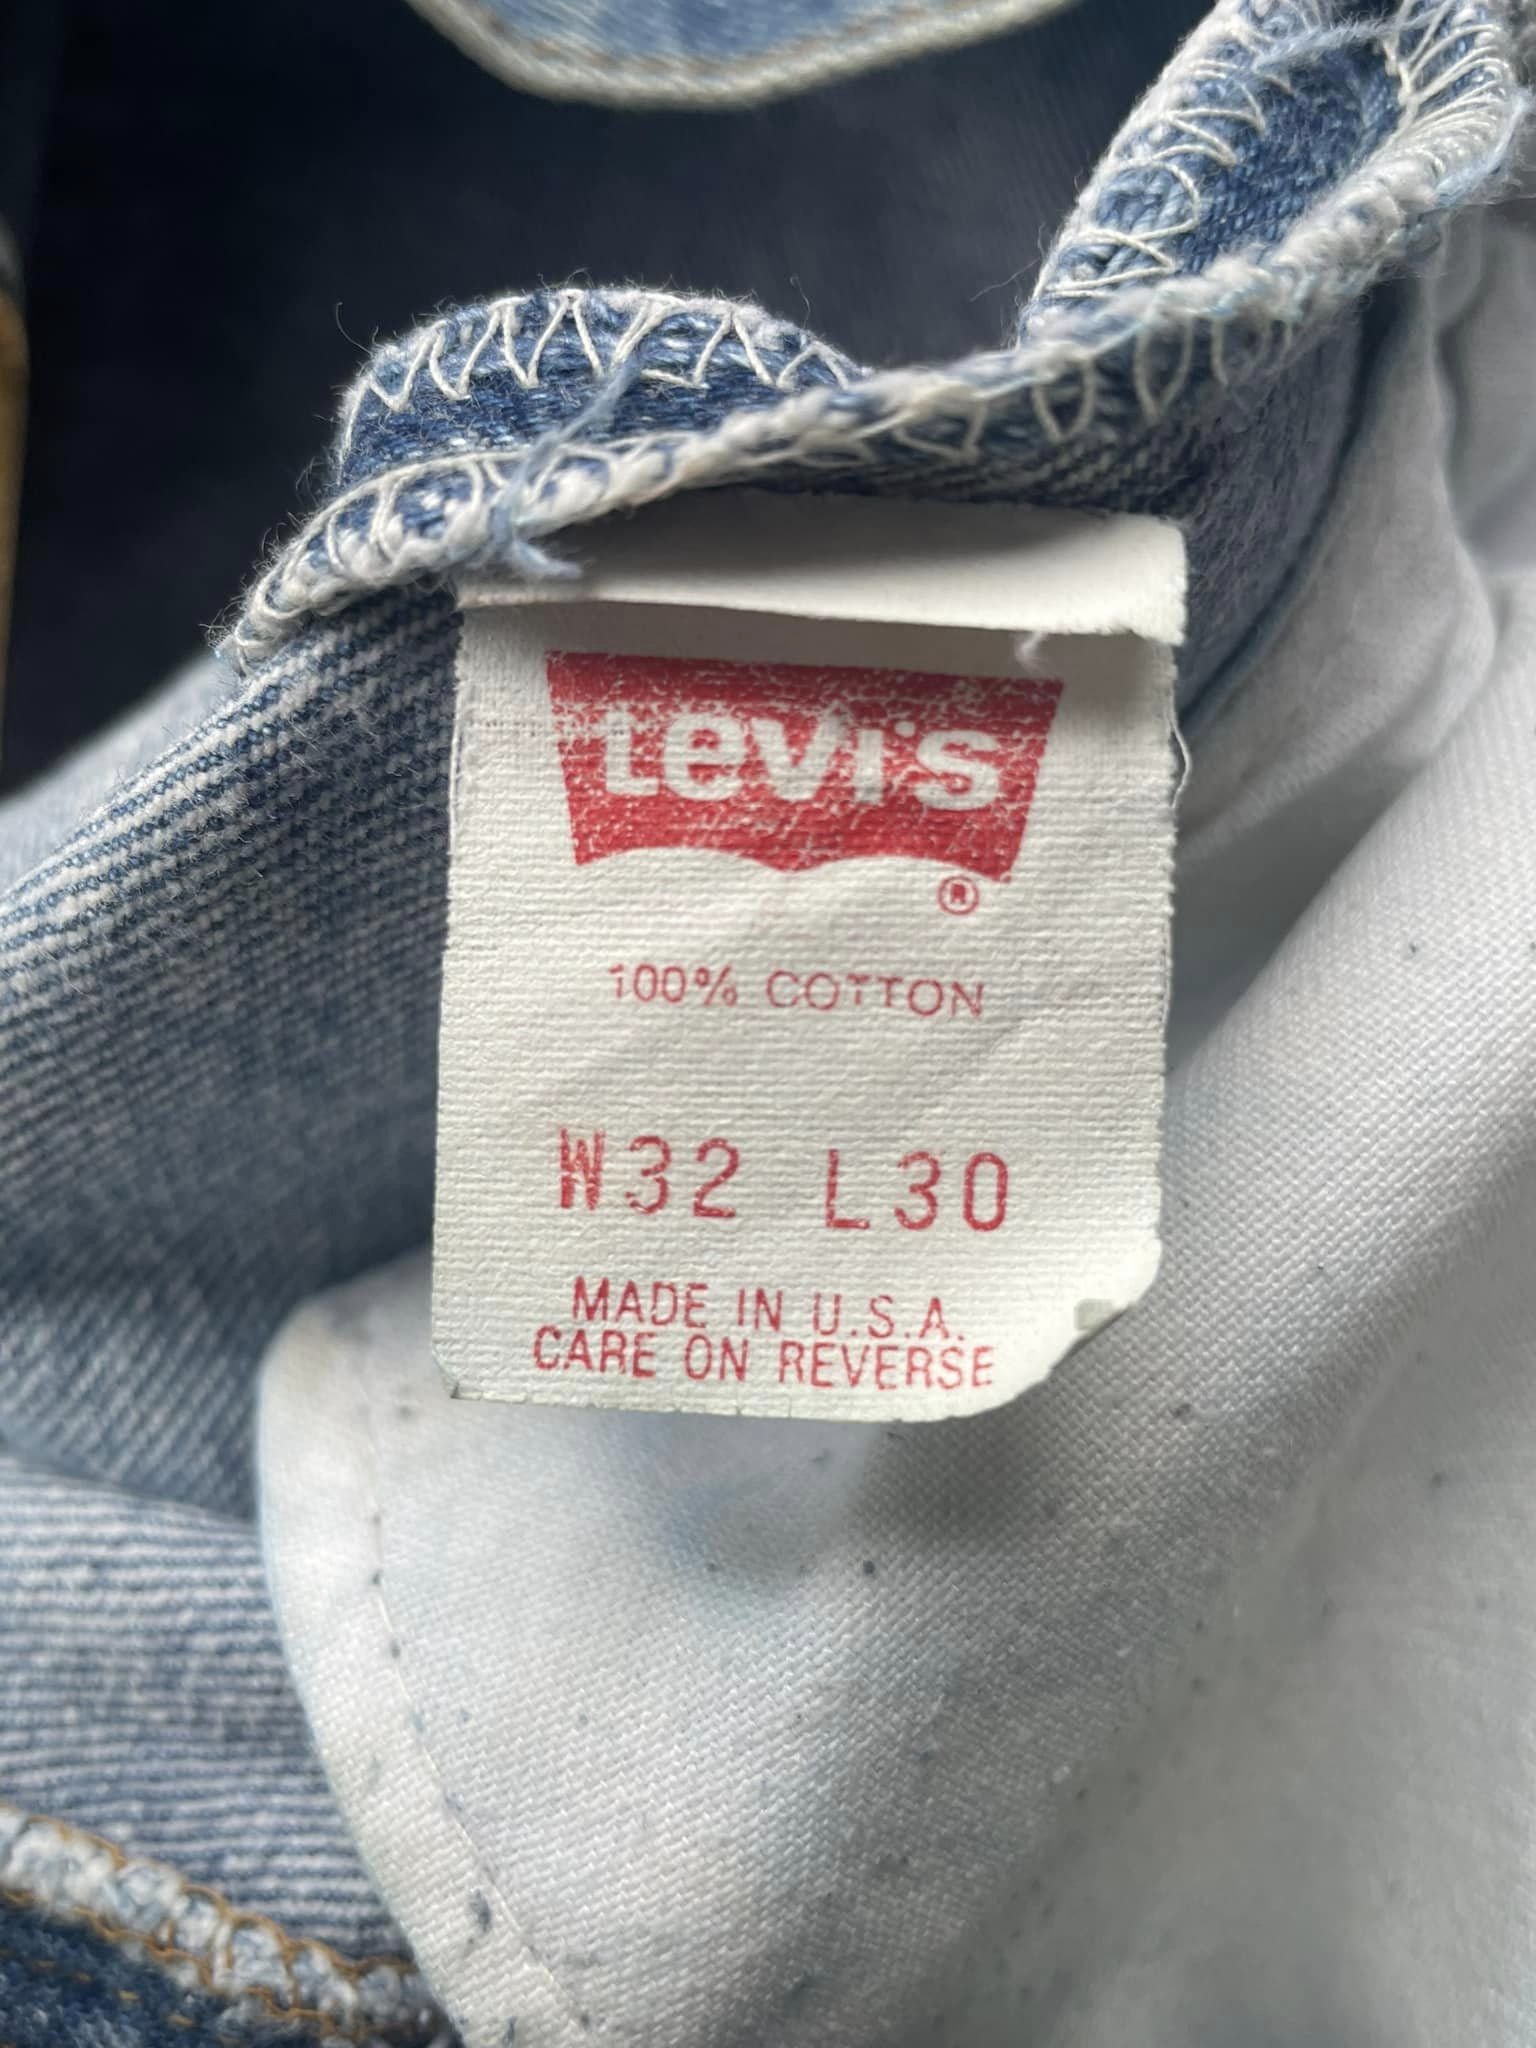 Levi's
®
100% COTTON
W32 L30
MADE IN U.S.A.
CARE ON REVERSE